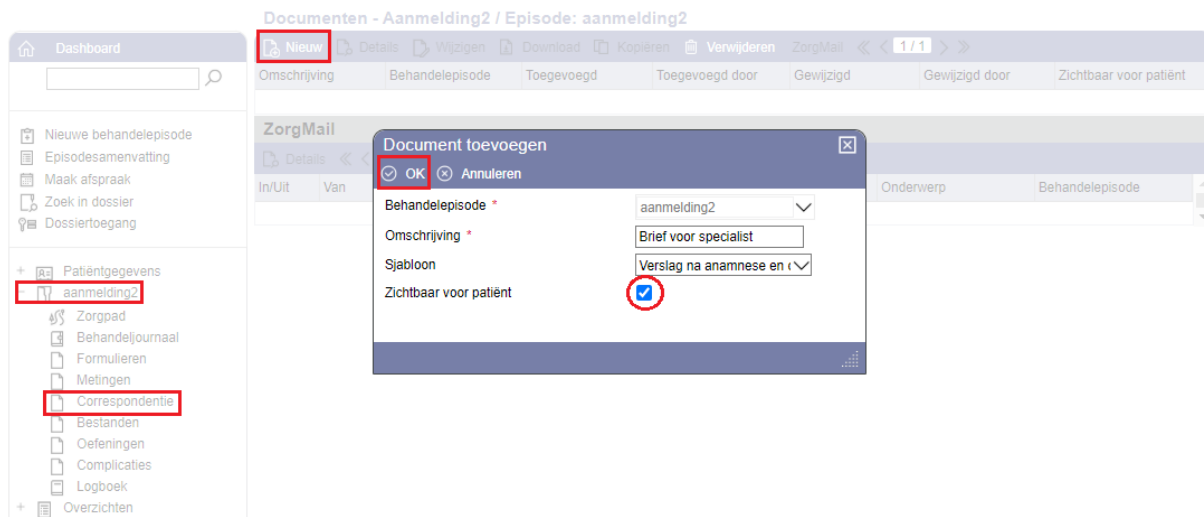 Documenten - Aanmelding2 / Episode: aanmelding2
Dashboard
Nieuw Details Wijzigen Download Kopiëren Verwijderen ZorgMail 1 / 1
Omschrijving Behandelepisode Toegevoegd Toegevoegd door Gewijzigd Gewijzigd door Zichtbaar voor patiënt
Nieuwe behandelepisode
Episodesamenvatting
Maak afspraak
Zoek in dossier
Dossiertoegang
+ Patiëntgegevens
- aanmelding2
Zorgpad
Behandeljournaal
Formulieren
Metingen
Correspondentie
Bestanden
Oefeningen
Complicaties
Logboek
+ Overzichten
ZorgMail
Details
In/Uit Van Onderwerp Behandelepisode
Document toevoegen
OK Annuleren
Behandelepisode * aanmelding2
Omschrijving * Brief voor specialist
Sjabloon Verslag na anamnese en
Zichtbaar voor patiënt